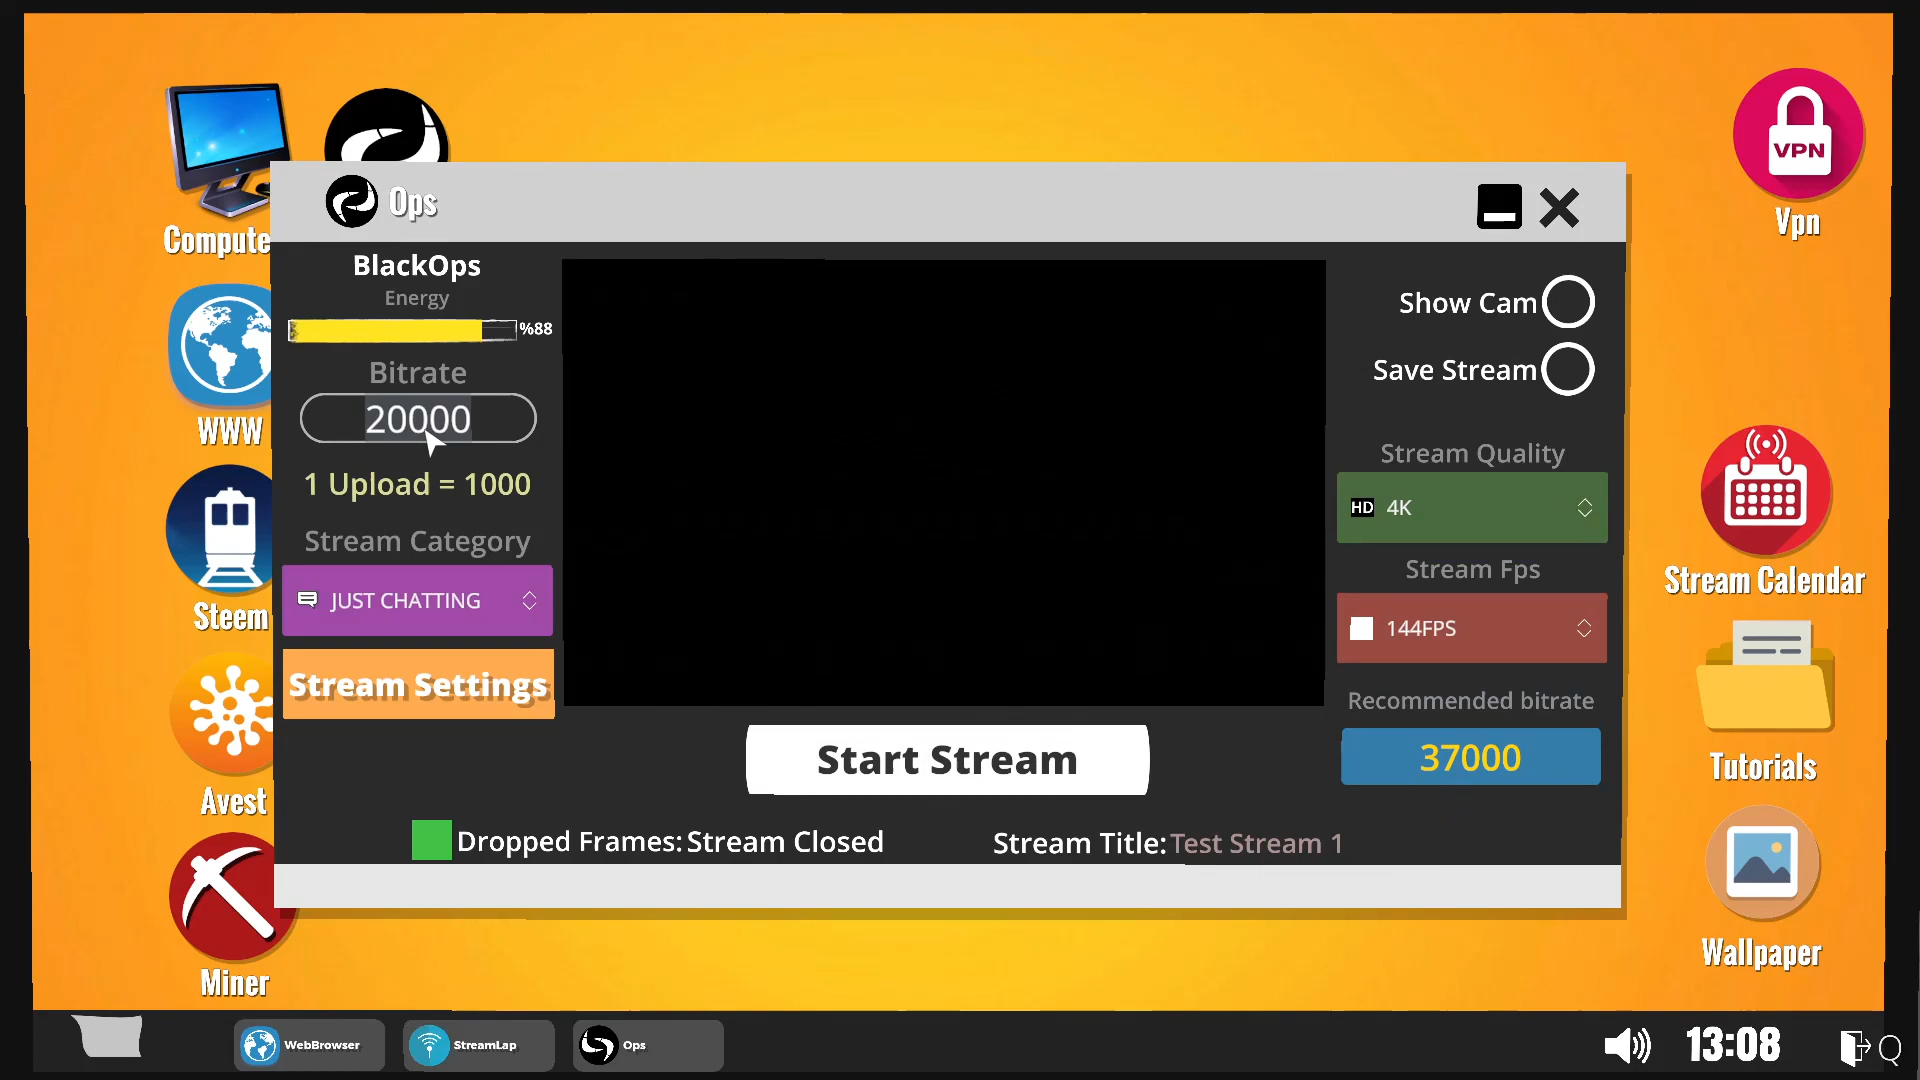 Compute
WWW
Steem
Avest
Miner
Ops
BlackOps
Energy
%88
Bitrate
20000
1 Upload = 1000
Stream Category
JUST CHATTING
Stream Settings
Start Stream
Dropped Frames: Stream Closed
Stream Title: Test Stream 1
Show Cam
Save Stream
Stream Quality
HD 4K
Stream Fps
144FPS
Recommended bitrate
37000
VPN
Vpn
Stream Calendar
Tutorials
Wallpaper
WebBrowser
StreamLap
Ops
13:08
Q